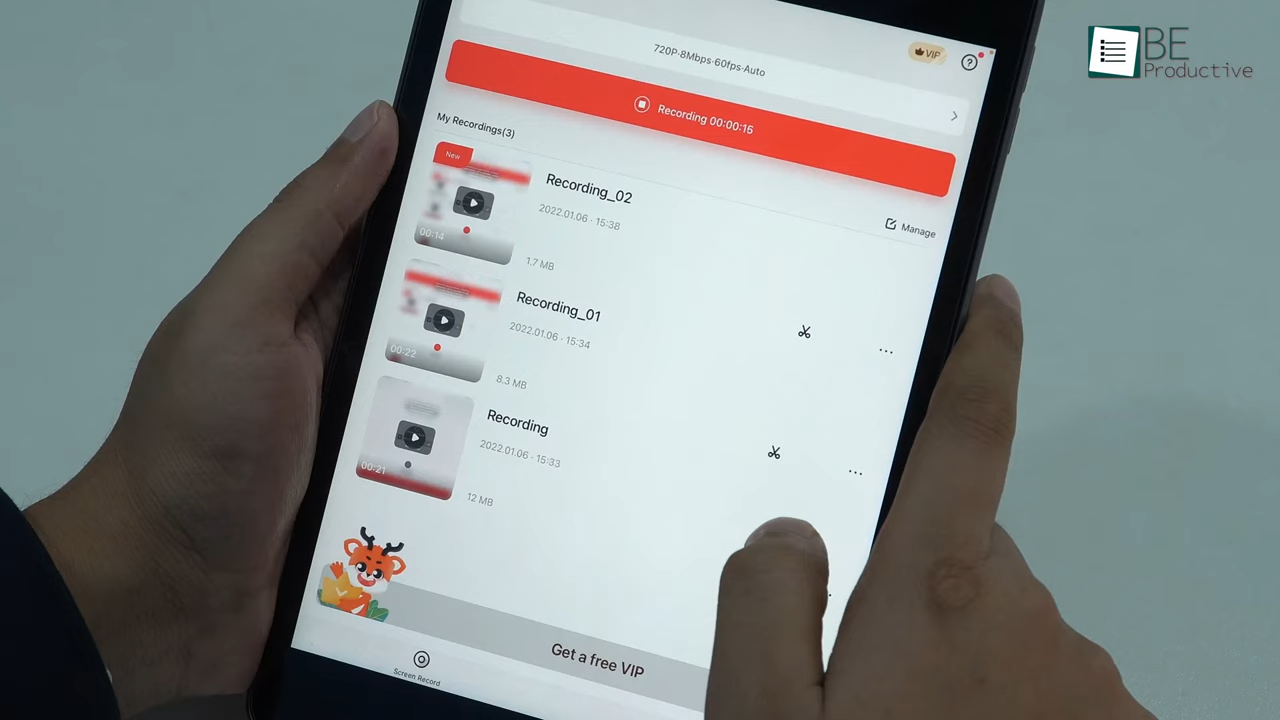 BE
Productive
VIP
720P·8Mbps·60fps·Auto
Recording 00:00:16
My Recordings(3)
Manage
New
Recording_02
2022.01.06 · 15:38
00:14
1.7 MB
Recording_01
2022.01.06 · 15:34
00:22
8.3 MB
Recording
2022.01.06 · 15:33
00:21
12 MB
Get a free VIP
Screen Record